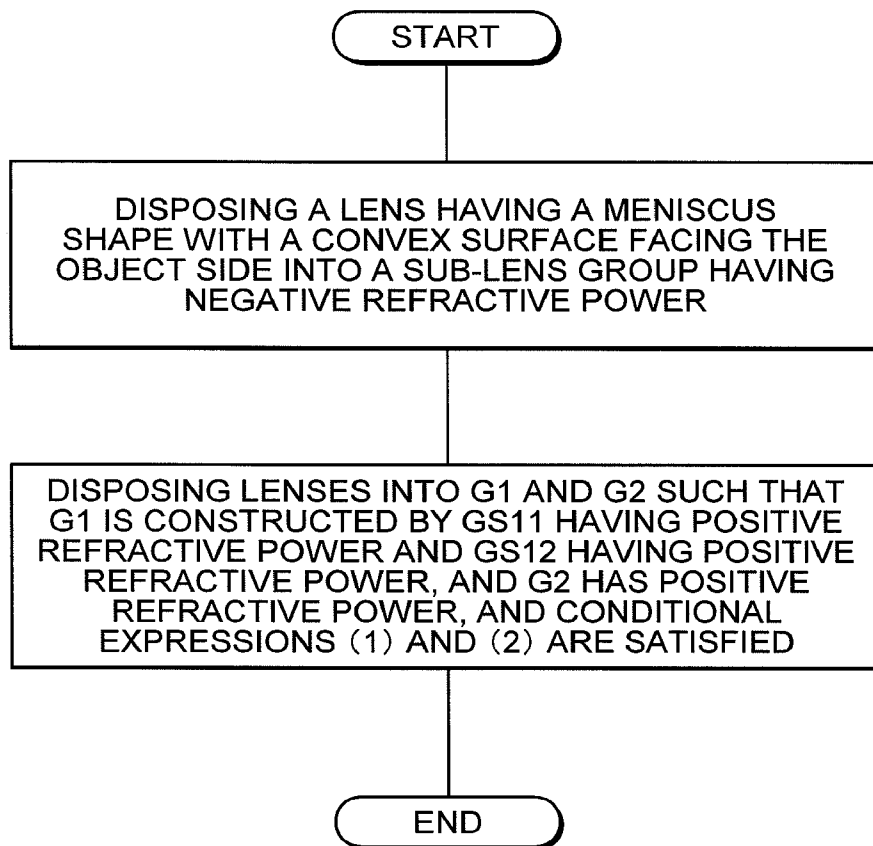 START
DISPOSING A LENS HAVING A MENISCUS
SHAPE WITH A CONVEX SURFACE FACING THE
OBJECT SIDE INTO A SUB-LENS GROUP HAVING
NEGATIVE REFRACTIVE POWER
DISPOSING LENSES INTO G1 AND G2 SUCH THAT
G1 IS CONSTRUCTED BY GS11 HAVING POSITIVE
REFRACTIVE POWER AND GS12 HAVING POSITIVE
REFRACTIVE POWER, AND G2 HAS POSITIVE
REFRACTIVE POWER, AND CONDITIONAL
EXPRESSIONS (1) AND (2) ARE SATISFIED
END